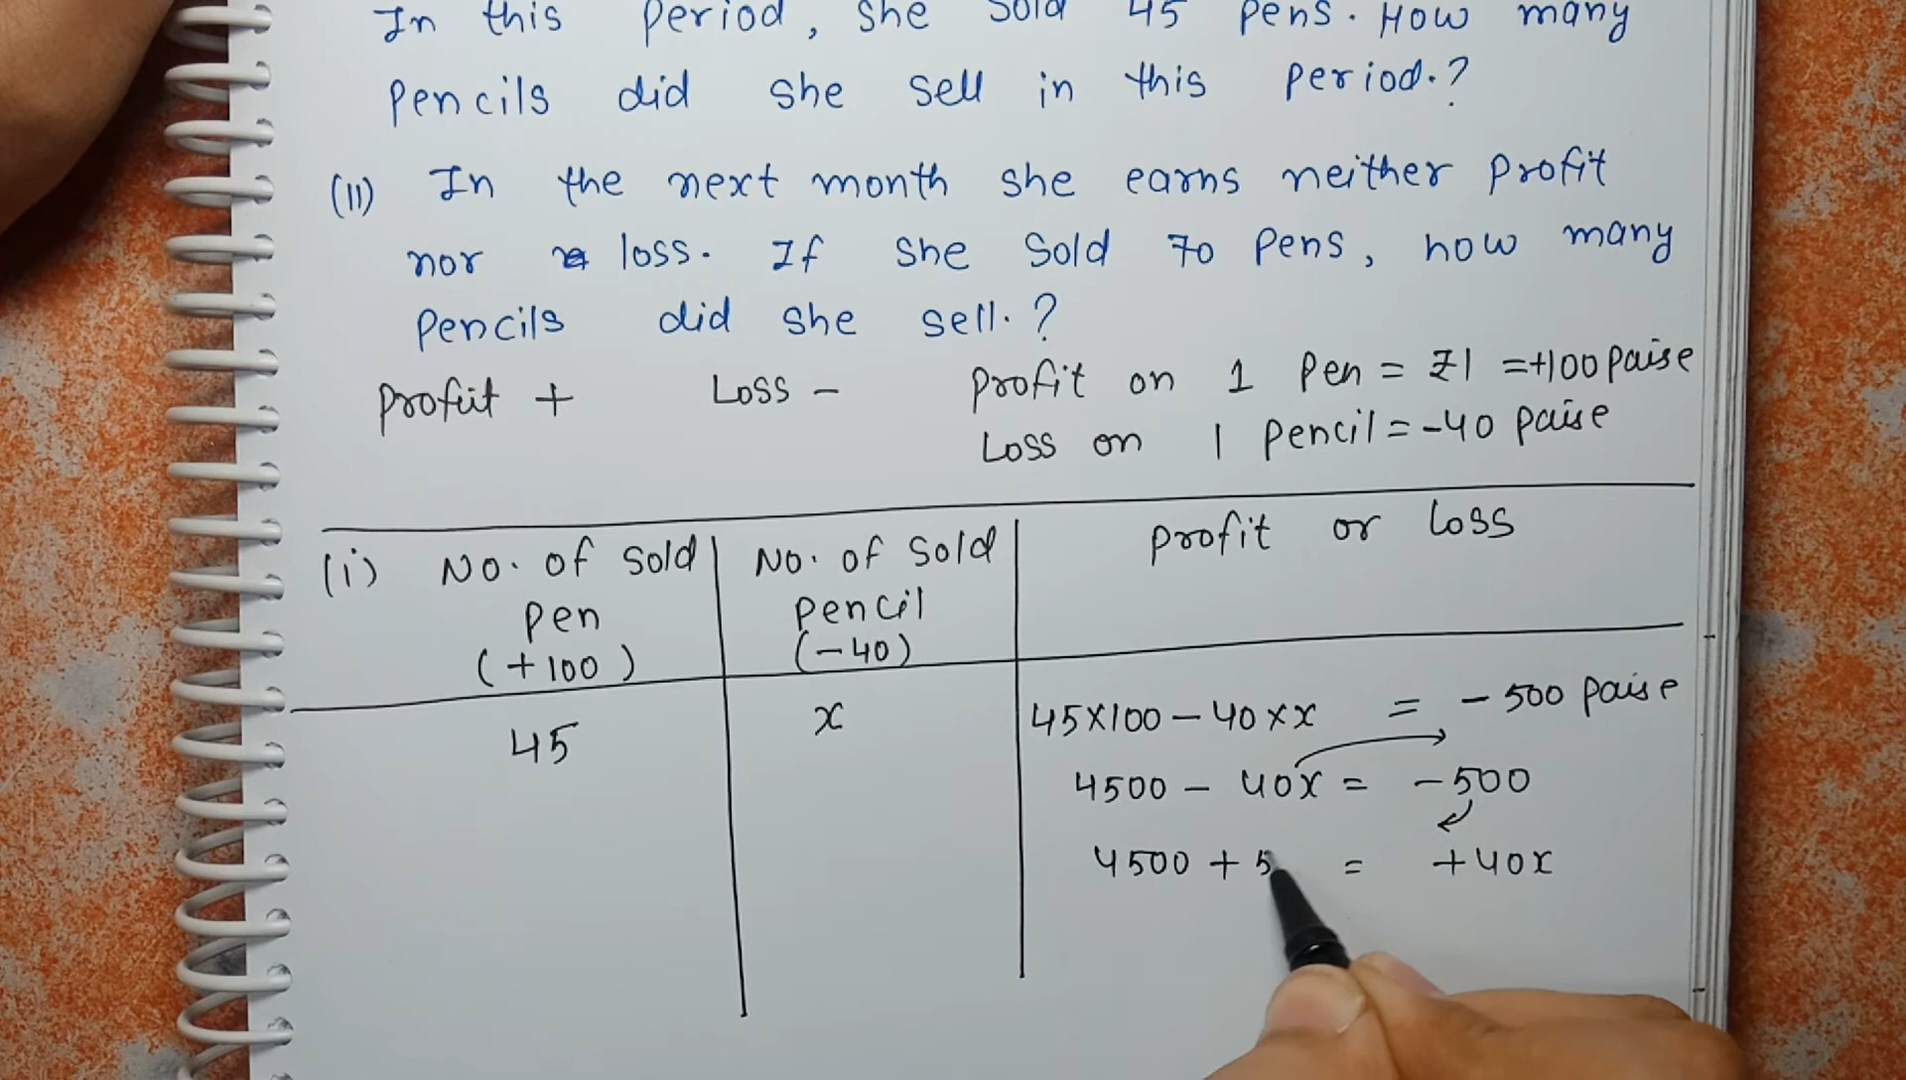 In this period, she sold 45 pens. How many
pencils did she sell in this period.?
(II) In the next month she earns neither profit
nor loss. If she sold 70 pens, how many
pencils did she sell.?
profit + Loss - profit on 1 pen = ₹1 =+100 paise
Loss on 1 pencil = -40 paise
(i) No. of sold pen (+100) | No. of sold pencil (-40) | profit or loss
45 | x | 45×100 - 40×x = -500 paise
4500 - 40x = -500
4500 + 5 = +40x